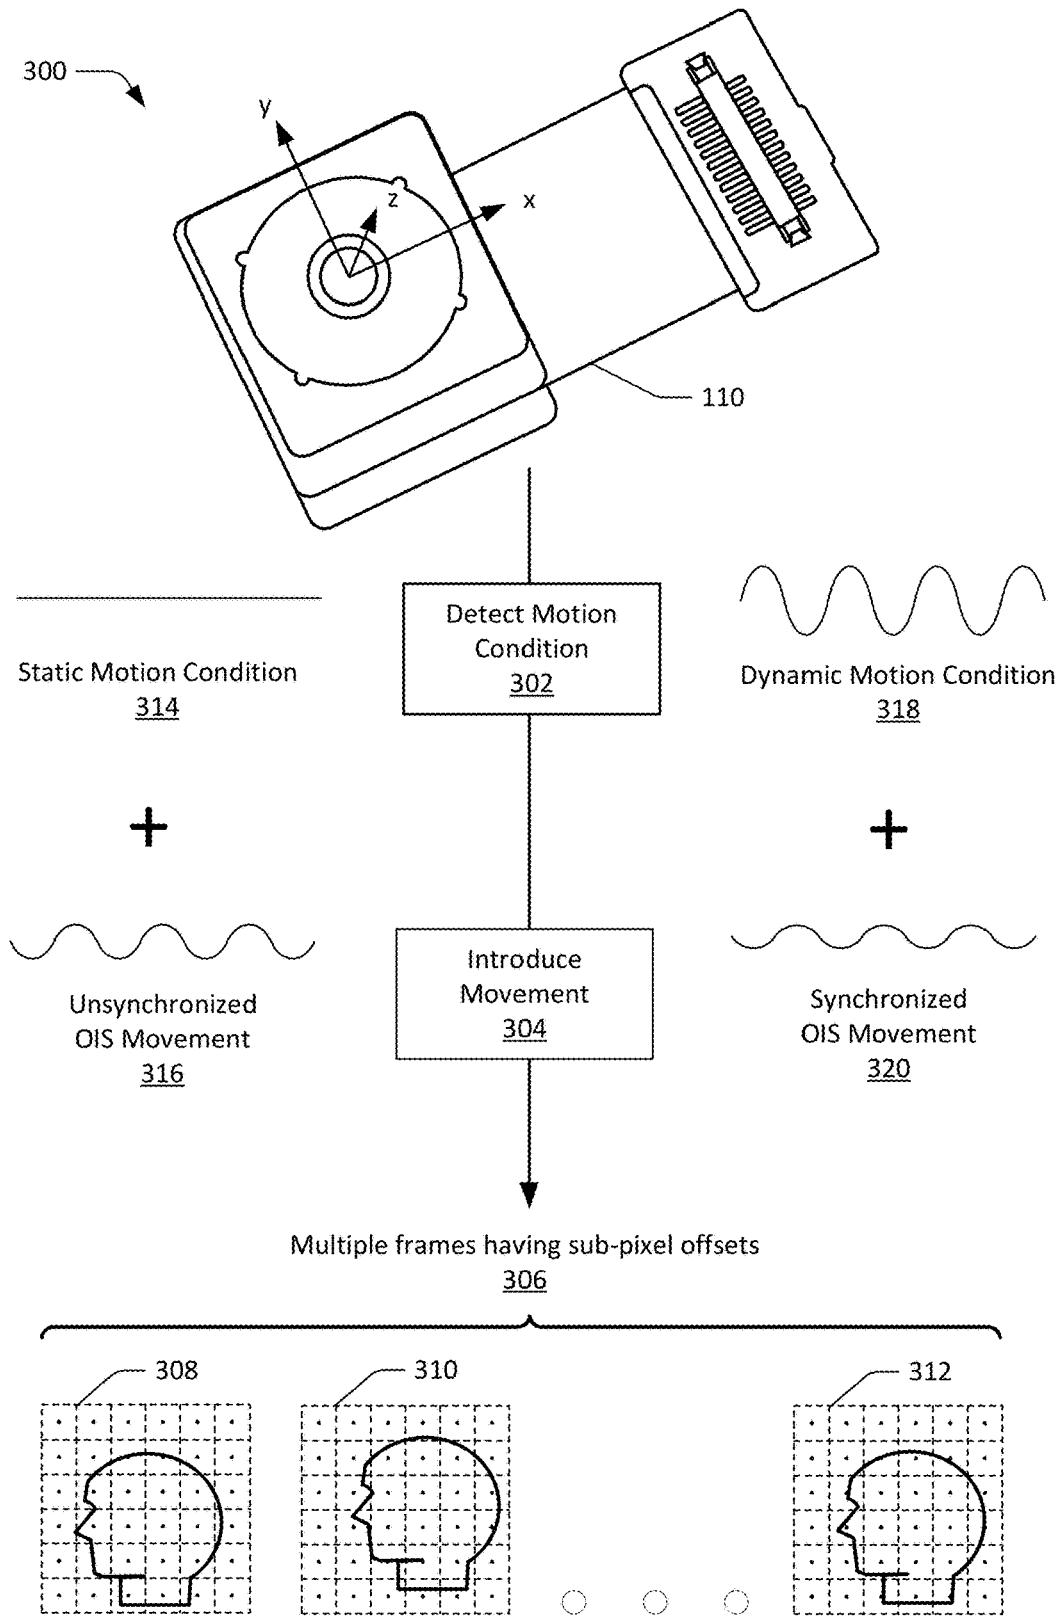 300
y
z
x
110
Detect Motion
Condition
302
Static Motion Condition
314
Dynamic Motion Condition
318
+
+
Introduce
Movement
304
Unsynchronized
OIS Movement
316
Synchronized
OIS Movement
320
Multiple frames having sub-pixel offsets
306
308
310
312